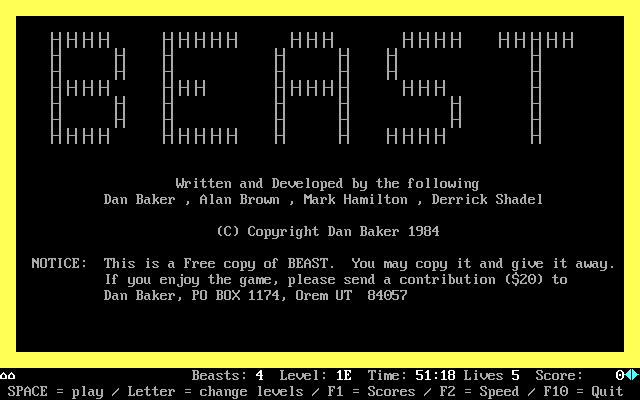 BEAST
Written and Developed by the following
Dan Baker , Alan Brown , Mark Hamilton , Derrick Shadel
(C) Copyright Dan Baker 1984
NOTICE: This is a Free copy of BEAST. You may copy it and give it away.
If you enjoy the game, please send a contribution ($20) to
Dan Baker, PO BOX 1174, Orem UT 84057
Beasts: 4 Level: 1E Time: 51:18 Lives 5 Score: 0
SPACE = play / Letter = change levels / F1 = Scores / F2 = Speed / F10 = Quit